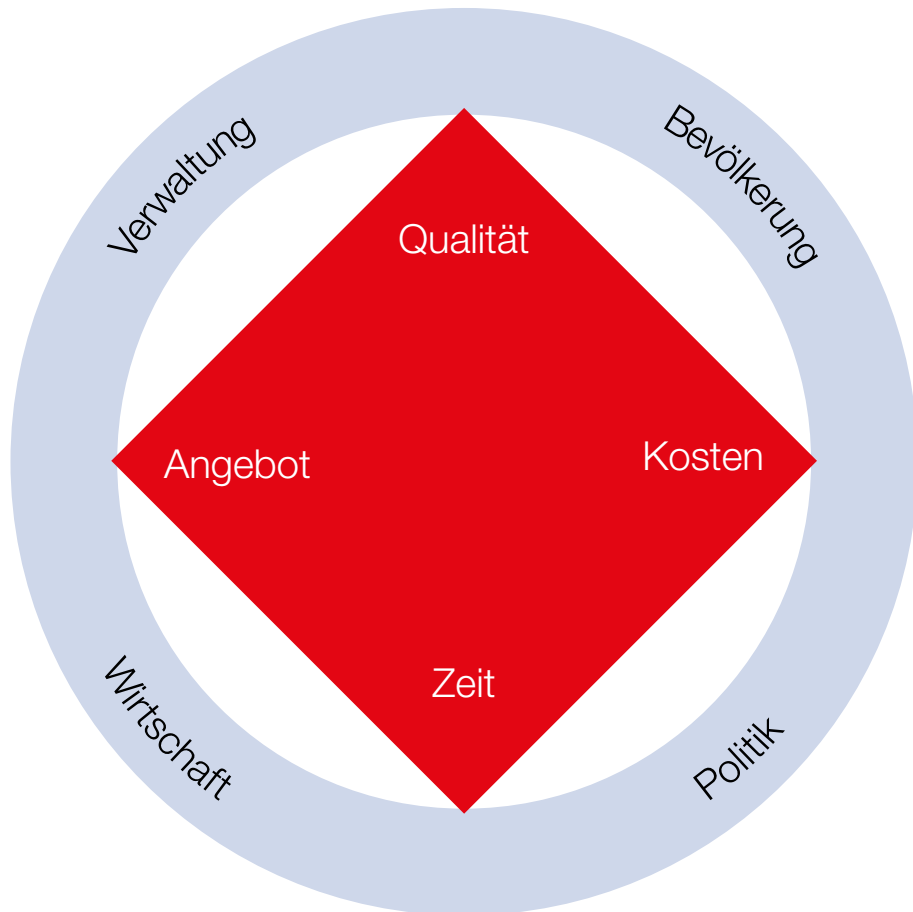 Verwaltung
Bevölkerung
Qualität
Angebot
Kosten
Zeit
Wirtschaft
Politik